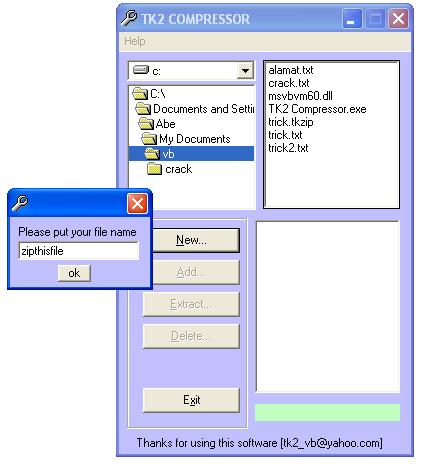 TK2 COMPRESSOR
Help
c:
C:\
Documents and Setti
Abe
My Documents
vb
crack
alamat.txt
crack.txt
msvbvm60.dll
TK2 Compressor.exe
trick.tkzip
trick.txt
trick2.txt
Please put your file name
zipthisfile
ok
New...
Add...
Extract...
Delete...
Exit
Thanks for using this software [tk2_vb@yahoo.com]